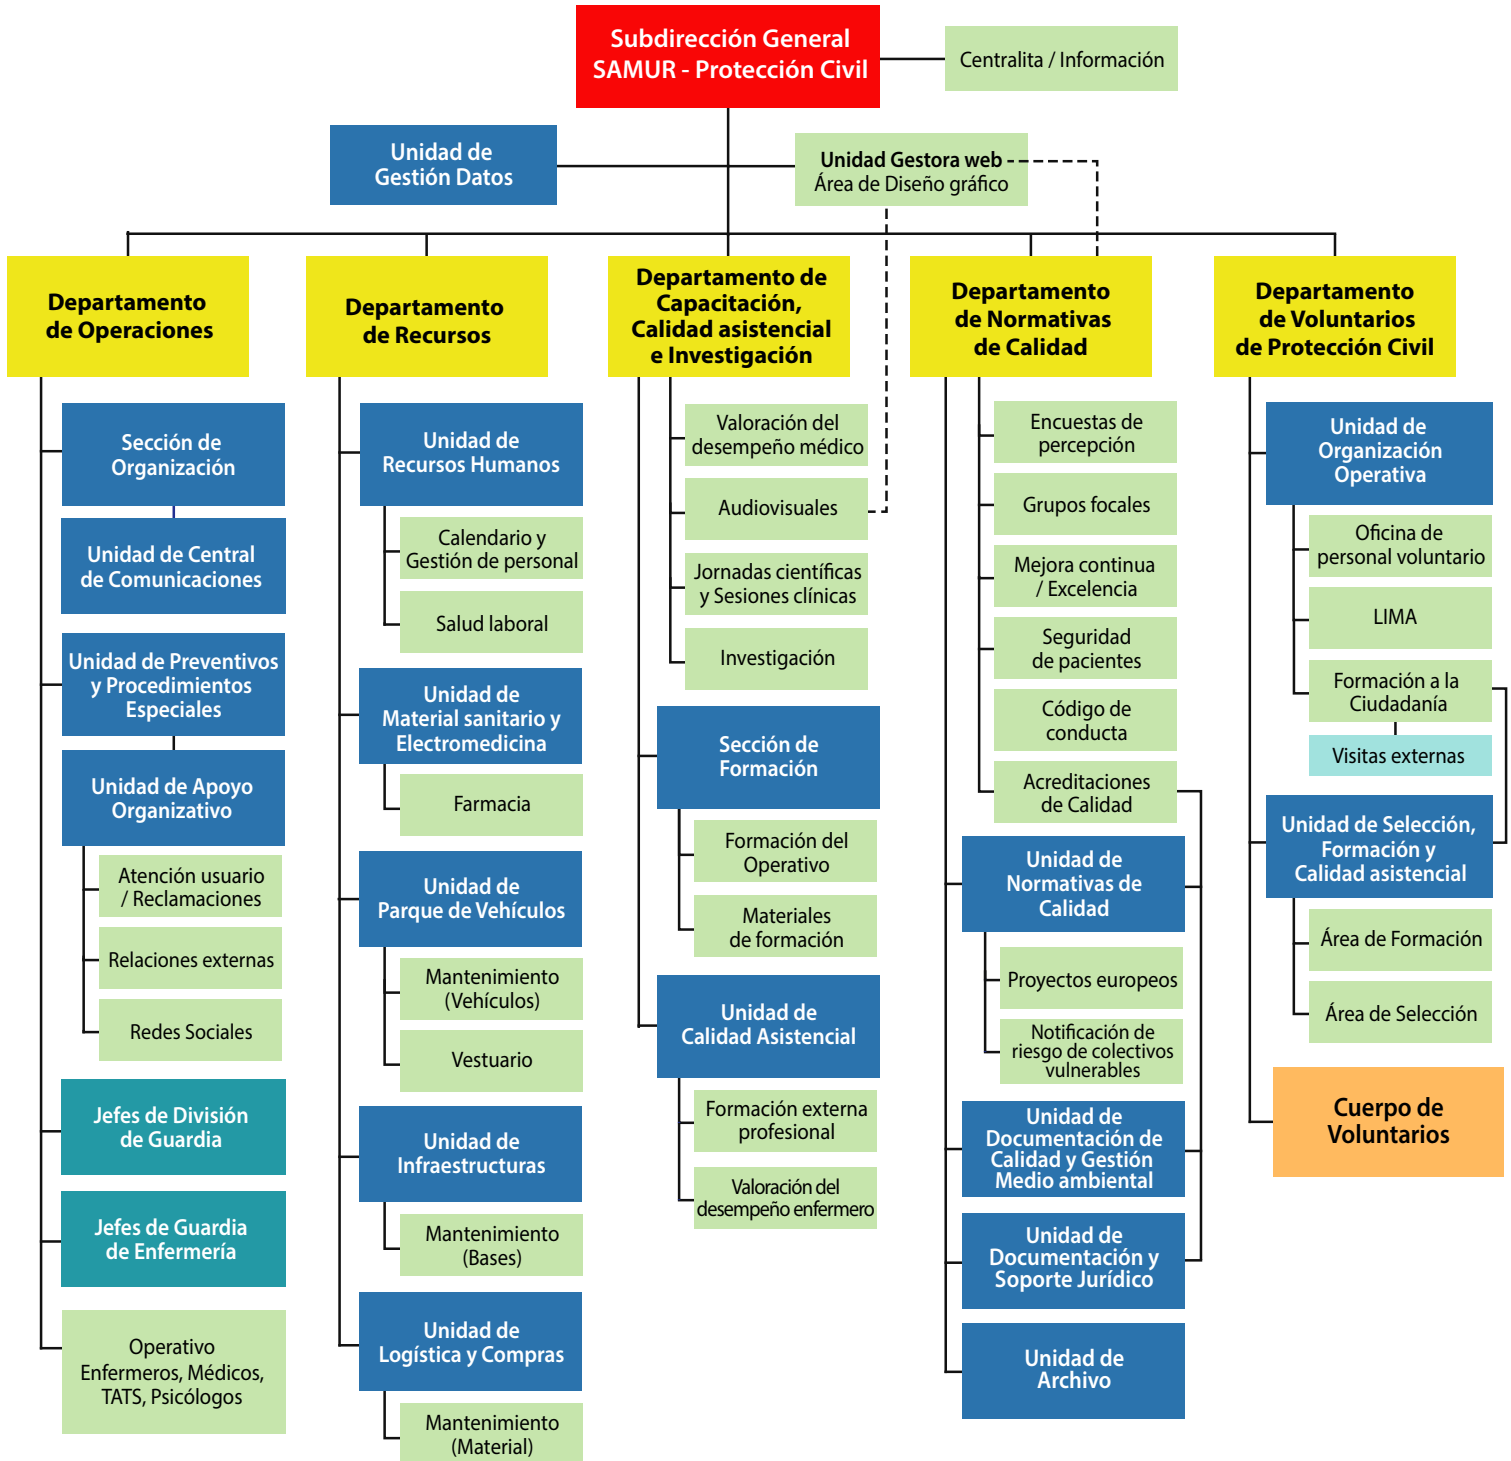 Subdirección General
SAMUR - Protección Civil
Centralita / Información
Unidad de
Gestión Datos
Unidad Gestora web
Área de Diseño gráfico
Departamento
de Operaciones
Sección de
Organización
Unidad de Central
de Comunicaciones
Unidad de Preventivos
y Procedimientos
Especiales
Unidad de Apoyo
Organizativo
Atención usuario
/ Reclamaciones
Relaciones externas
Redes Sociales
Jefes de División
de Guardia
Jefes de Guardia
de Enfermería
Operativo
Enfermeros, Médicos,
TATS, Psicólogos
Departamento
de Recursos
Unidad de
Recursos Humanos
Calendario y
Gestión de personal
Salud laboral
Unidad de
Material sanitario y
Electromedicina
Farmacia
Unidad de
Parque de Vehículos
Mantenimiento
(Vehículos)
Vestuario
Unidad de
Infraestructuras
Mantenimiento
(Bases)
Unidad de
Logística y Compras
Mantenimiento
(Material)
Departamento de
Capacitación,
Calidad asistencial
e Investigación
Valoración del
desempeño médico
Audiovisuales
Jornadas científicas
y Sesiones clínicas
Investigación
Sección de
Formación
Formación del
Operativo
Materiales
de formación
Unidad de
Calidad Asistencial
Formación externa
profesional
Valoración del
desempeño enfermero
Departamento
de Normativas
de Calidad
Encuestas de
percepción
Grupos focales
Mejora continua
/ Excelencia
Seguridad
de pacientes
Código de
conducta
Acreditaciones
de Calidad
Unidad de
Normativas de
Calidad
Proyectos europeos
Notificación de
riesgo de colectivos
vulnerables
Unidad de
Documentación de
Calidad y Gestión
Medio ambiental
Unidad de
Documentación y
Soporte Jurídico
Unidad de
Archivo
Departamento
de Voluntarios
de Protección Civil
Unidad de
Organización
Operativa
Oficina de
personal voluntario
LIMA
Formación a la
Ciudadanía
Visitas externas
Unidad de Selección,
Formación y
Calidad asistencial
Área de Formación
Área de Selección
Cuerpo de
Voluntarios